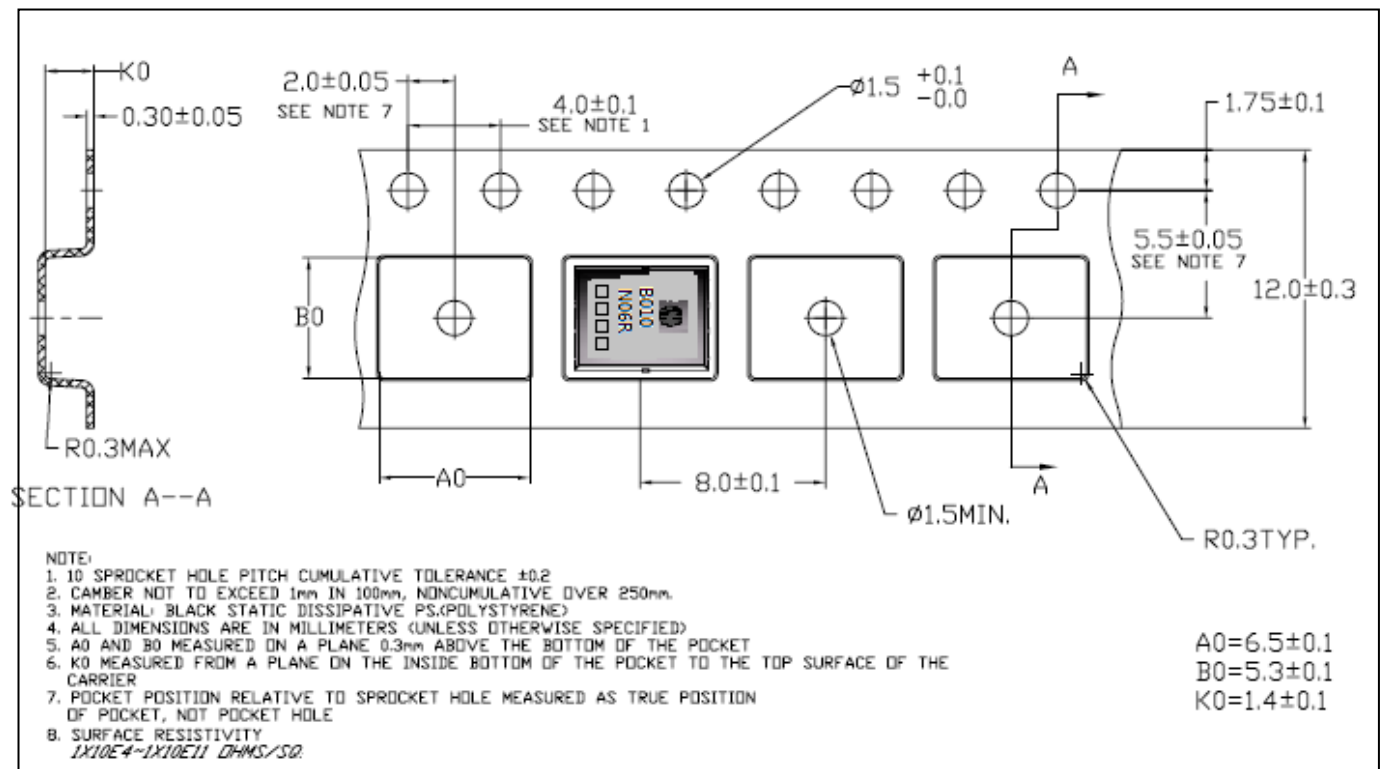 K0
0.30±0.05
2.0±0.05
SEE NOTE 7
4.0±0.1
SEE NOTE 1
Ø1.5 +0.1
-0.0
A
1.75±0.1
5.5±0.05
SEE NOTE 7
12.0±0.3
B0
B010
N06R
R0.3MAX
SECTION A--A
A0
8.0±0.1
A
Ø1.5MIN.
R0.3TYP.
NOTE:
1. 10 SPROCKET HOLE PITCH CUMULATIVE TOLERANCE ±0.2
2. CAMBER NOT TO EXCEED 1mm IN 100mm, NONCUMULATIVE OVER 250mm.
3. MATERIAL: BLACK STATIC DISSIPATIVE PS.(POLYSTYRENE)
4. ALL DIMENSIONS ARE IN MILLIMETERS (UNLESS OTHERWISE SPECIFIED)
5. A0 AND B0 MEASURED ON A PLANE 0.3mm ABOVE THE BOTTOM OF THE POCKET
6. K0 MEASURED FROM A PLANE ON THE INSIDE BOTTOM OF THE POCKET TO THE TOP SURFACE OF THE
CARRIER
7. POCKET POSITION RELATIVE TO SPROCKET HOLE MEASURED AS TRUE POSITION
OF POCKET, NOT POCKET HOLE
8. SURFACE RESISTIVITY
1X10E4~1X10E11 OHMS/SQ.
A0=6.5±0.1
B0=5.3±0.1
K0=1.4±0.1